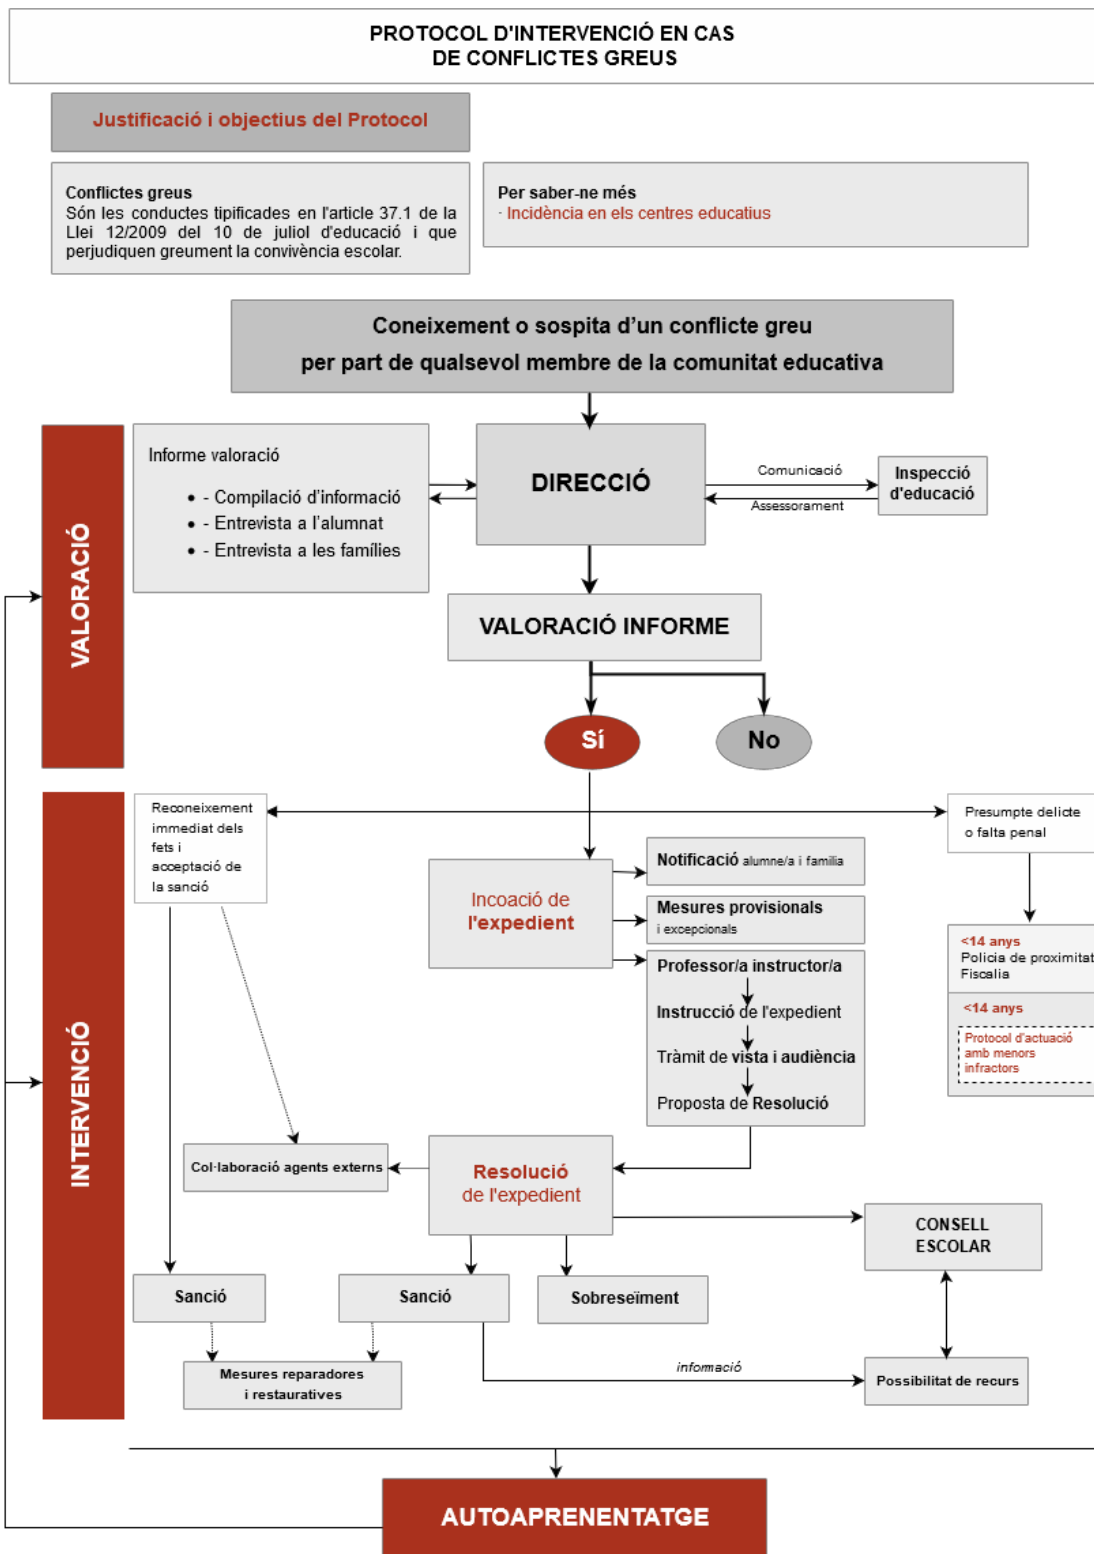 PROTOCOL D'INTERVENCIÓ EN CAS
DE CONFLICTES GREUS
Justificació i objectius del Protocol
Conflictes greus
Són les conductes tipificades en l'article 37.1 de la
Llei 12/2009 del 10 de juliol d'educació i que
perjudiquen greument la convivència escolar.
Per saber-ne més
· Incidència en els centres educatius
Coneixement o sospita d'un conflicte greu
per part de qualsevol membre de la comunitat educativa
VALORACIÓ
Informe valoració
• - Compilació d'informació
• - Entrevista a l'alumnat
• - Entrevista a les famílies
DIRECCIÓ
Comunicació
Assessorament
Inspecció
d'educació
VALORACIÓ INFORME
Sí
No
INTERVENCIÓ
Reconeixement
immediat dels
fets i
acceptació de
la sanció
Presumpte delicte
o falta penal
Incoació de
l'expedient
Notificació alumne/a i familia
Mesures provisionals
i excepcionals
Professor/a instructor/a
Instrucció de l'expedient
Tràmit de vista i audiència
Proposta de Resolució
<14 anys
Policia de proximitat
Fiscalia
<14 anys
Protocol d'actuació
amb menors
infractors
Col·laboració agents externs
Resolució
de l'expedient
CONSELL
ESCOLAR
Sanció
Sanció
Sobreseïment
Mesures reparadores
i restauratives
informació
Possibilitat de recurs
AUTOAPRENENTATGE